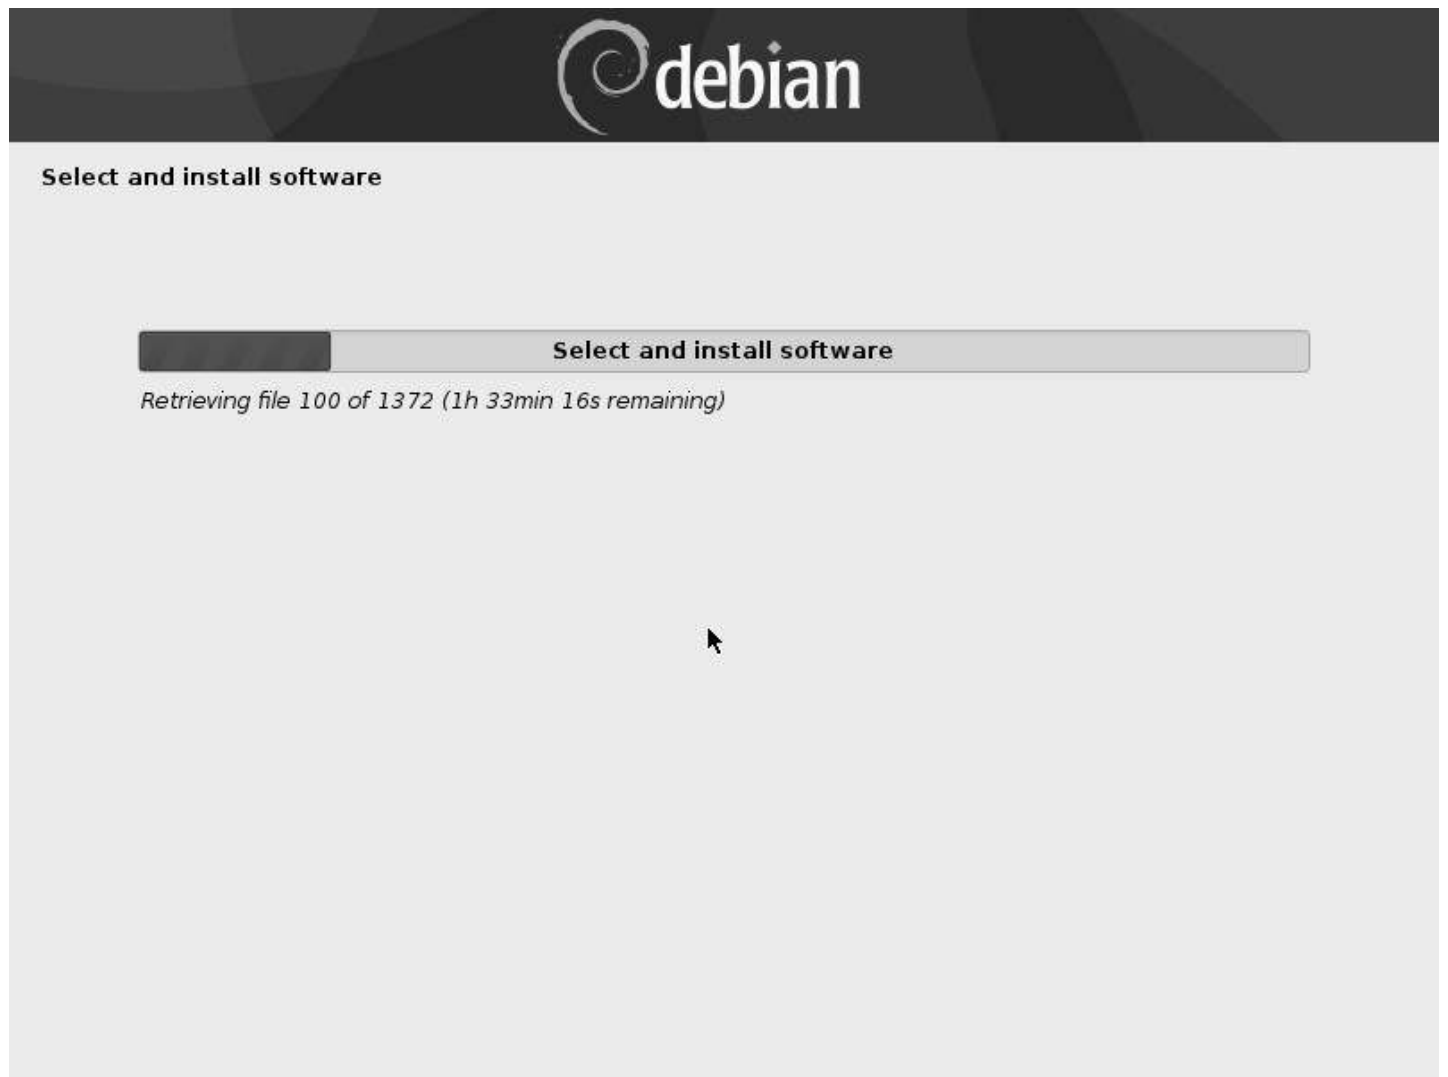 debian
Select and install software
Select and install software
Retrieving file 100 of 1372 (1h 33min 16s remaining)